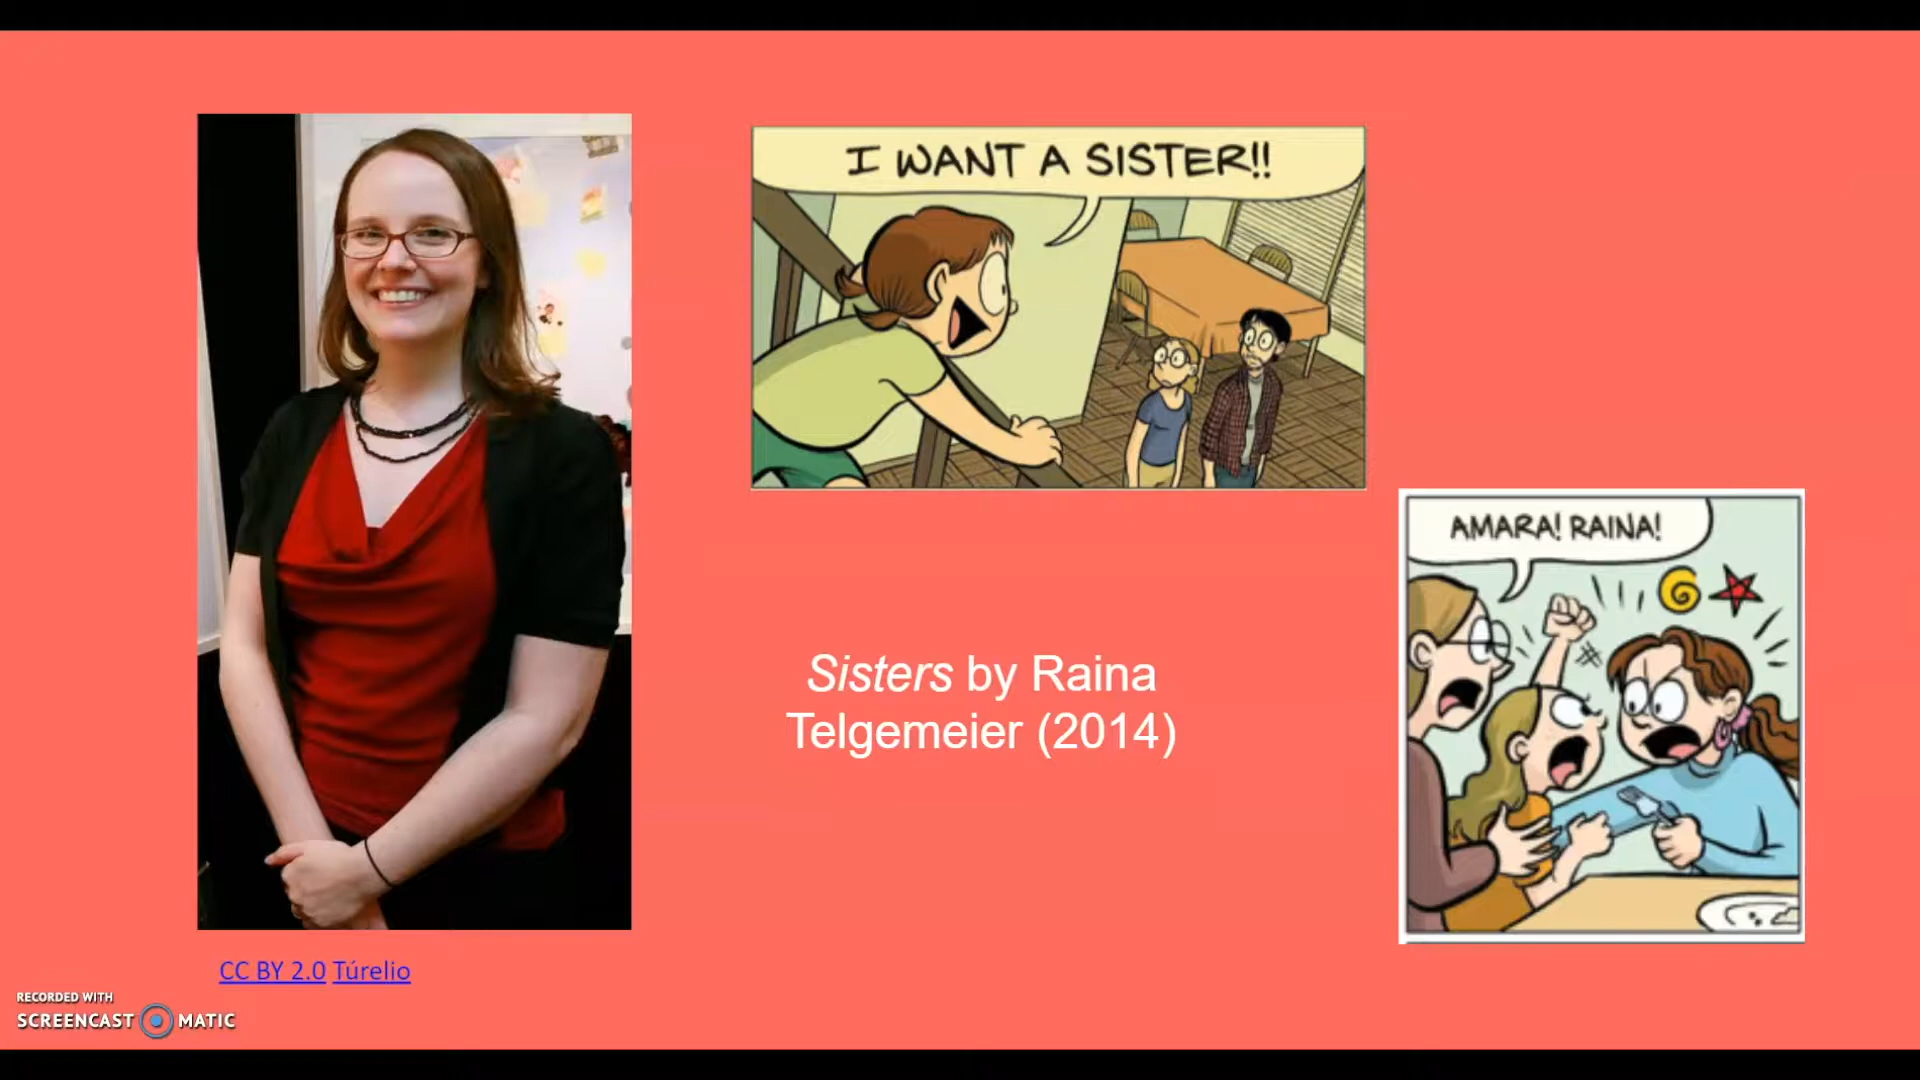 I WANT A SISTER!!
AMARA! RAINA!
Sisters by Raina
Telgemeier (2014)
CC BY 2.0 Túrelio
RECORDED WITH
SCREENCAST MATIC